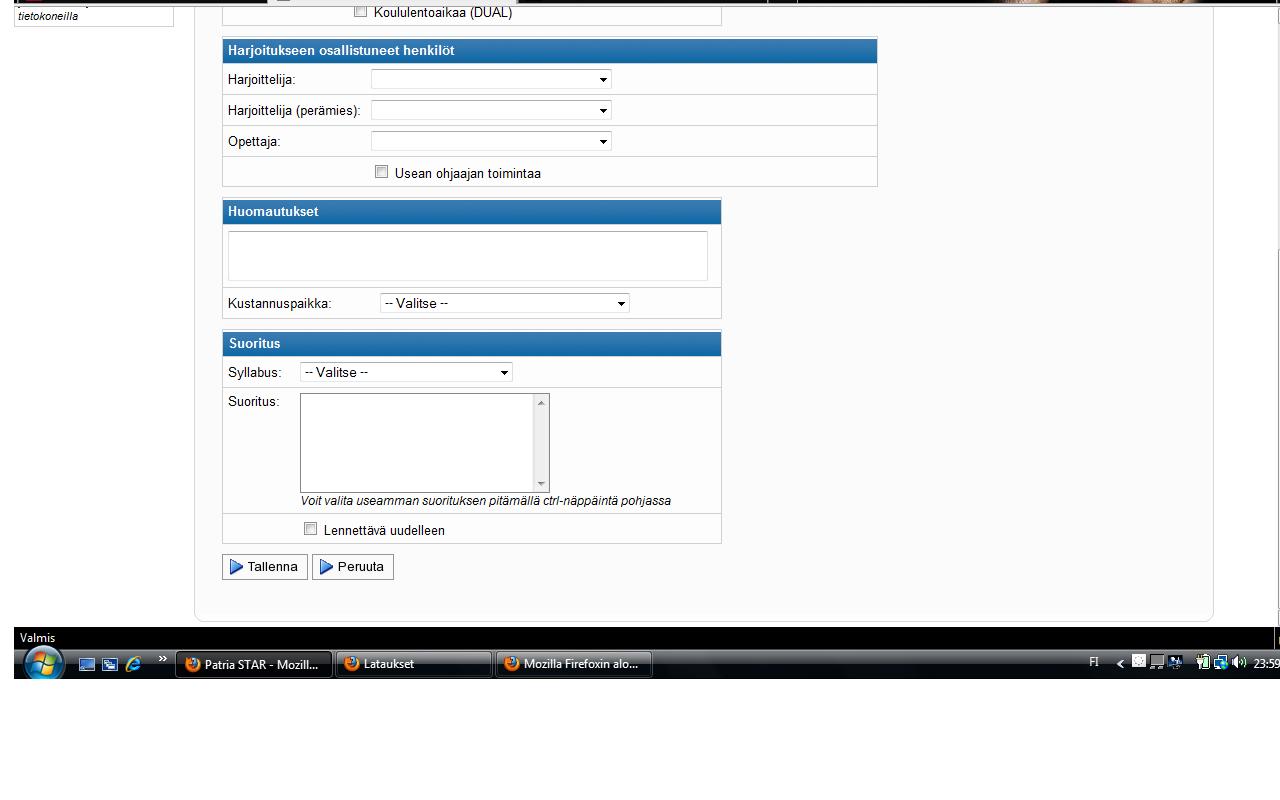 tietokoneilla
Koululentoaikaa (DUAL)
Harjoitukseen osallistuneet henkilöt
Harjoittelija:
Harjoittelija (perämies):
Opettaja:
Usean ohjaajan toimintaa
Huomautukset
Kustannuspaikka: -- Valitse --
Suoritus
Syllabus: -- Valitse --
Suoritus:
Voit valita useamman suorituksen pitämällä ctrl-näppäintä pohjassa
Lennettävä uudelleen
Tallenna Peruuta
Valmis
» Patria STAR - Mozill... Lataukset Mozilla Firefoxin alo... FI < 23:59